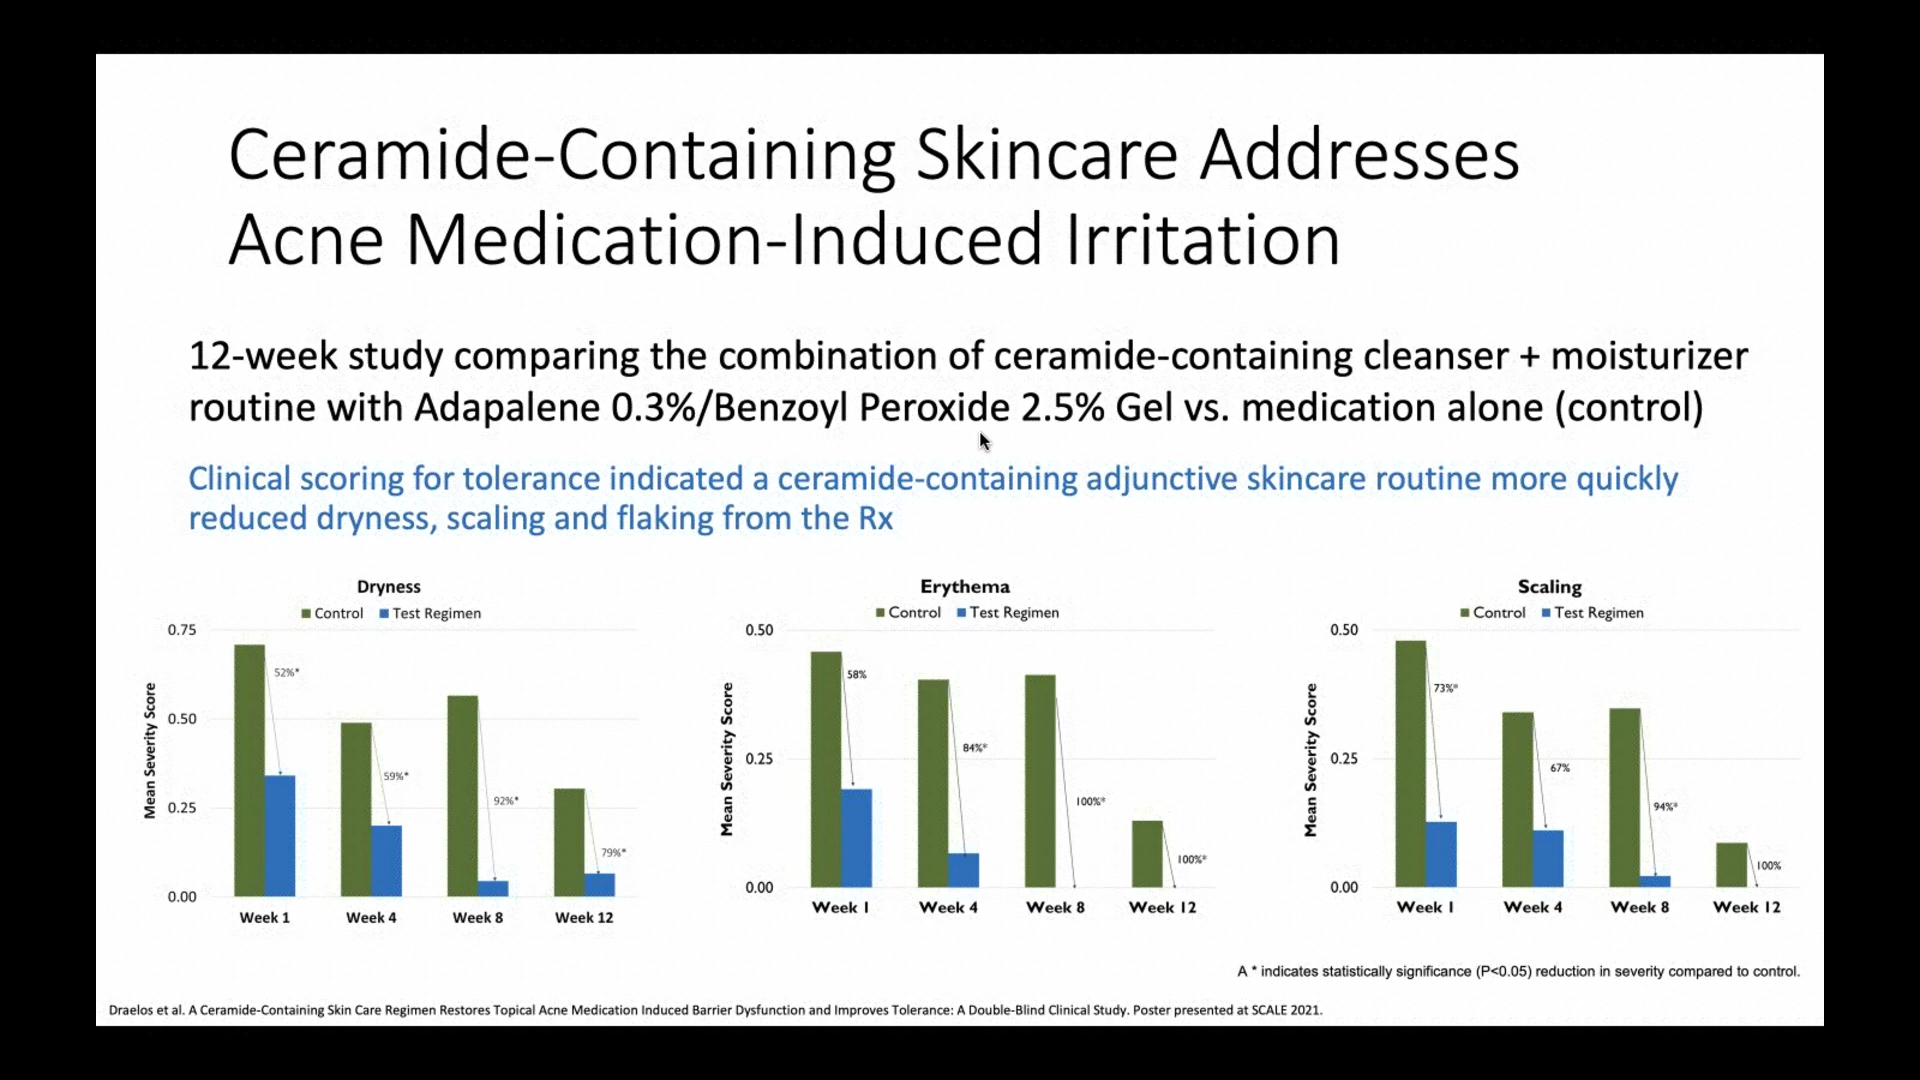 Ceramide-Containing Skincare Addresses
Acne Medication-Induced Irritation
12-week study comparing the combination of ceramide-containing cleanser + moisturizer
routine with Adapalene 0.3%/Benzoyl Peroxide 2.5% Gel vs. medication alone (control)
Clinical scoring for tolerance indicated a ceramide-containing adjunctive skincare routine more quickly
reduced dryness, scaling and flaking from the Rx
Dryness
Control Test Regimen
Mean Severity Score
0.75
0.50
0.25
0.00
52%*
59%*
92%*
79%*
Week 1 Week 4 Week 8 Week 12
Erythema
Control Test Regimen
Mean Severity Score
0.50
0.25
0.00
58%
84%*
100%*
100%*
Week 1 Week 4 Week 8 Week 12
Scaling
Control Test Regimen
Mean Severity Score
0.50
0.25
0.00
73%*
67%
94%*
100%
Week 1 Week 4 Week 8 Week 12
A * indicates statistically significance (P<0.05) reduction in severity compared to control.
Draelos et al. A Ceramide-Containing Skin Care Regimen Restores Topical Acne Medication Induced Barrier Dysfunction and Improves Tolerance: A Double-Blind Clinical Study. Poster presented at SCALE 2021.